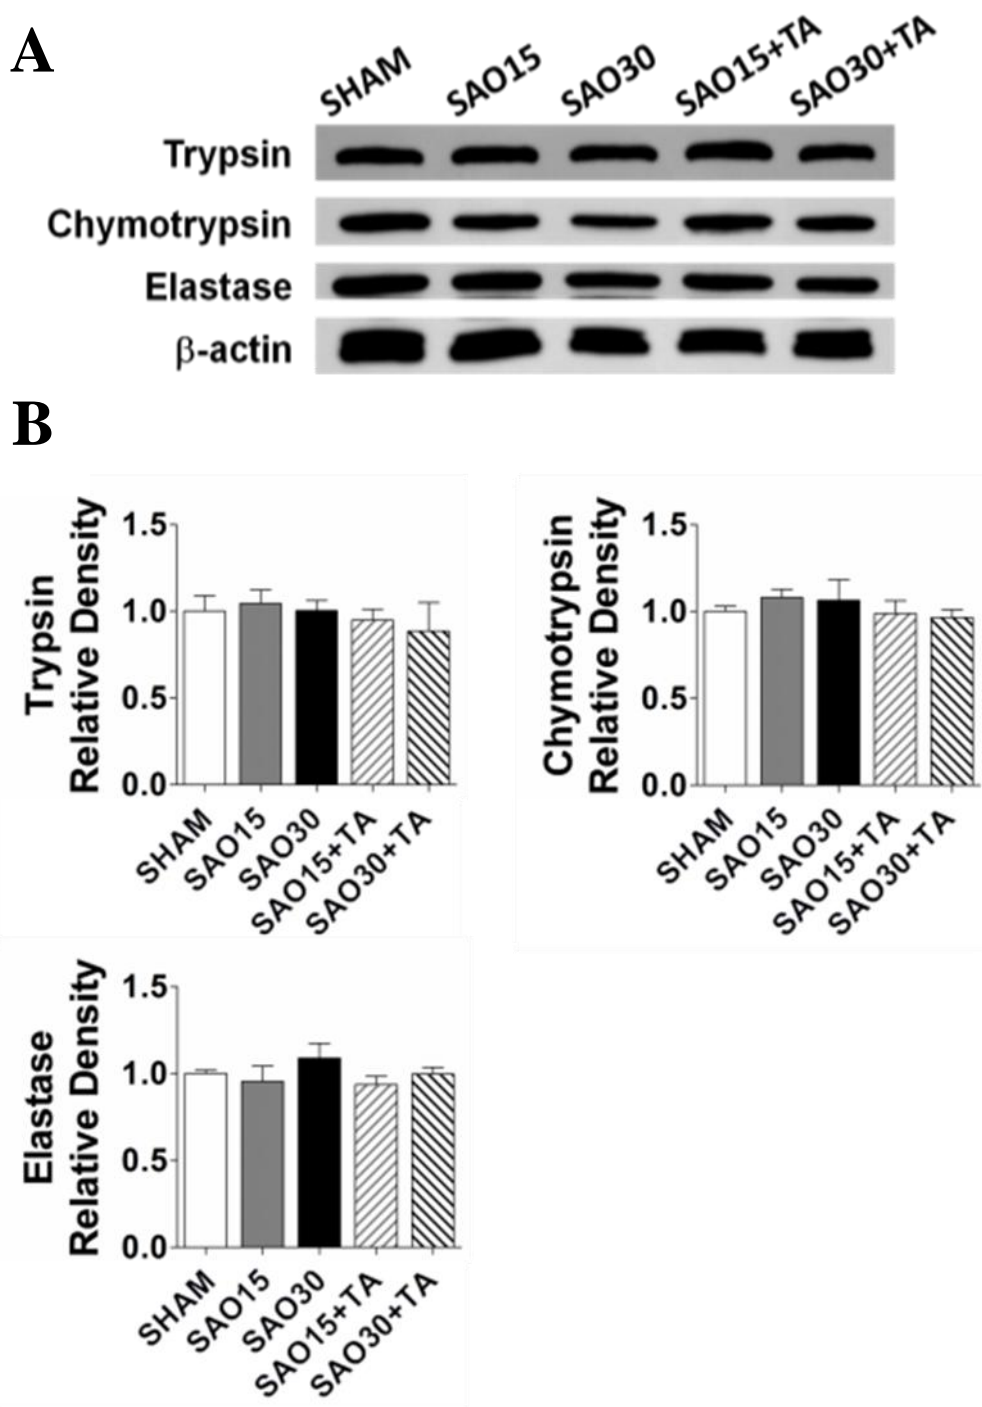 A
SHAM SAO15 SAO30 SAO15+TA SAO30+TA
Trypsin
Chymotrypsin
Elastase
β-actin
B
Trypsin
Relative Density
1.5
1.0
0.5
0.0
SHAM SAO15 SAO30 SAO15+TA SAO30+TA
Chymotrypsin
Relative Density
1.5
1.0
0.5
0.0
SHAM SAO15 SAO30 SAO15+TA SAO30+TA
Elastase
Relative Density
1.5
1.0
0.5
0.0
SHAM SAO15 SAO30 SAO15+TA SAO30+TA